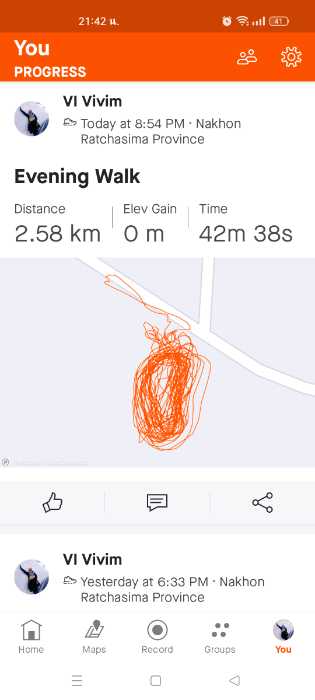 21:42 น.
41
You
PROGRESS
VI Vivim
Today at 8:54 PM · Nakhon
Ratchasima Province
Evening Walk
Distance Elev Gain Time
2.58 km 0 m 42m 38s
VI Vivim
Yesterday at 6:33 PM · Nakhon
Ratchasima Province
Home Maps Record Groups You